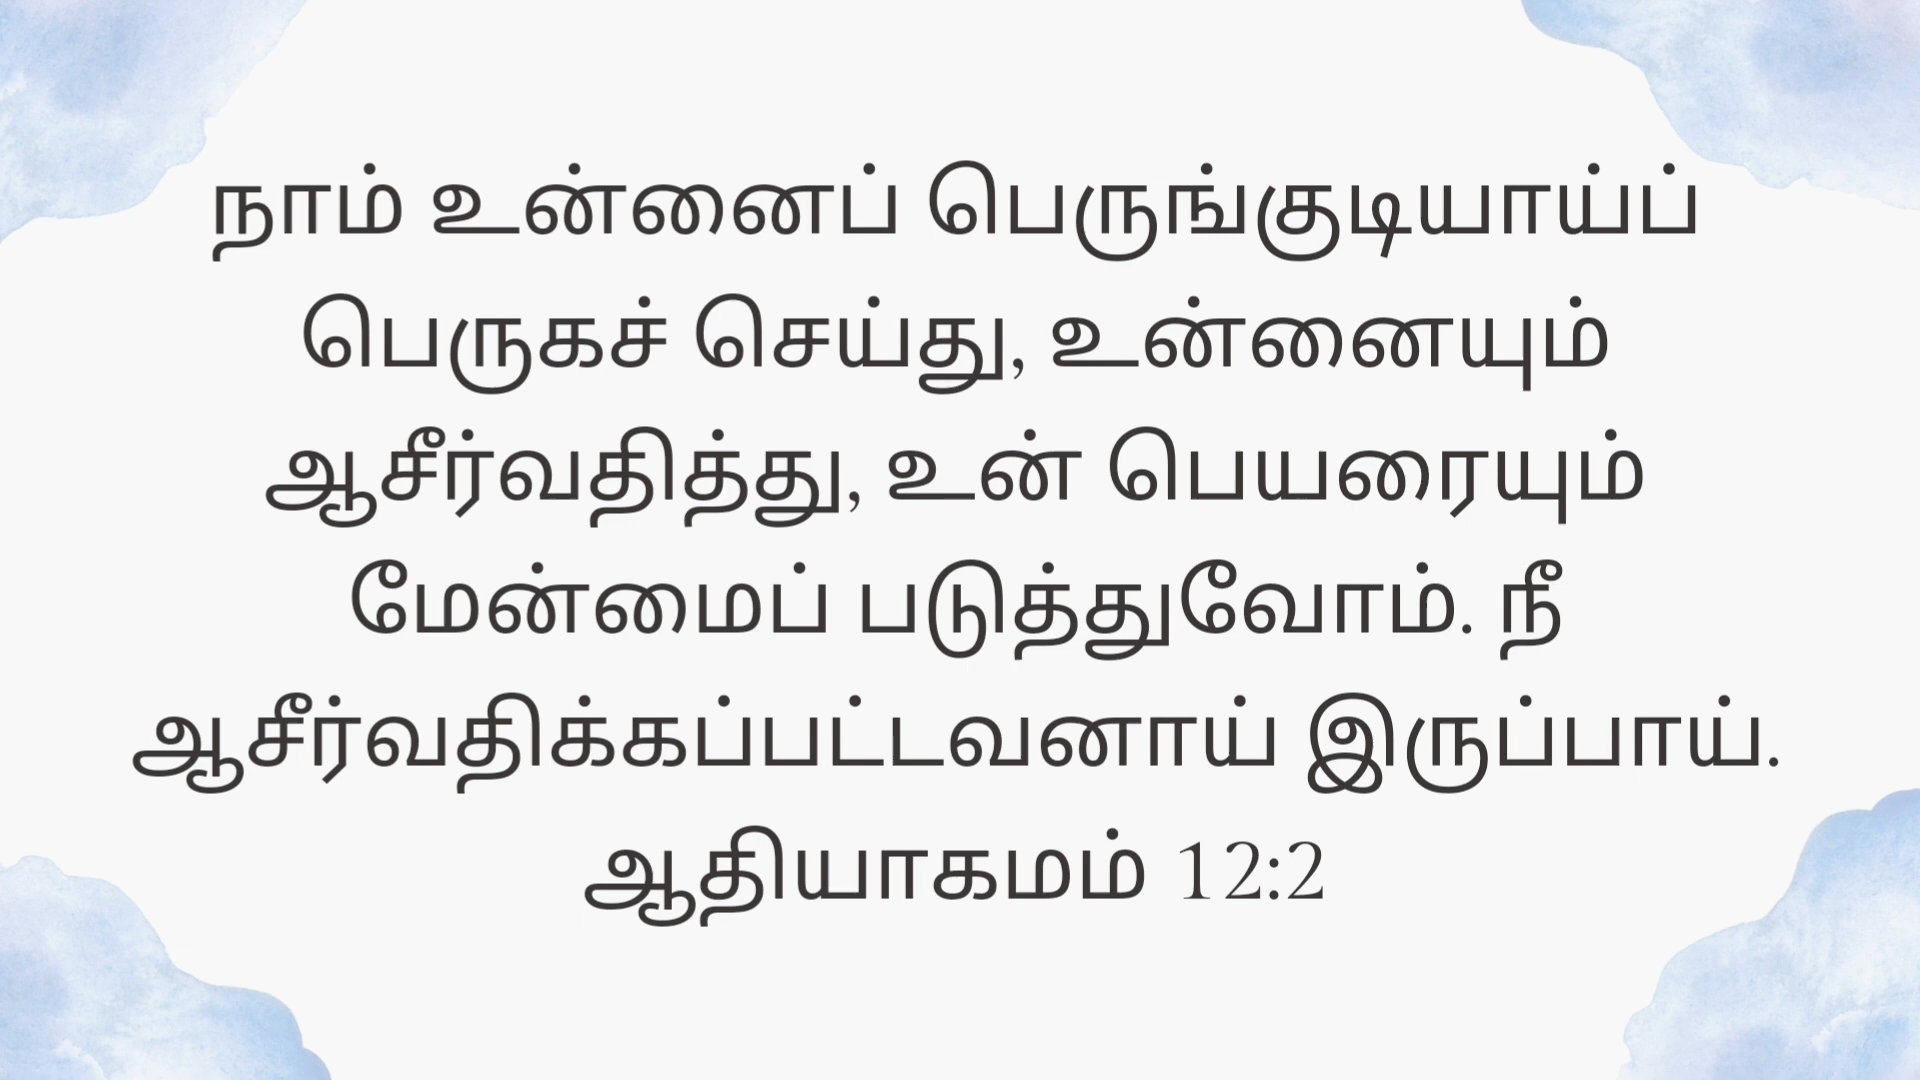 நாம் உன்னைப் பெருங்குடியாய்ப்
பெருகச் செய்து, உன்னையும்
ஆசீர்வதித்து, உன் பெயரையும்
மேன்மைப் படுத்துவோம். நீ
ஆசீர்வதிக்கப்பட்டவனாய் இருப்பாய்.
ஆதியாகமம் 12:2